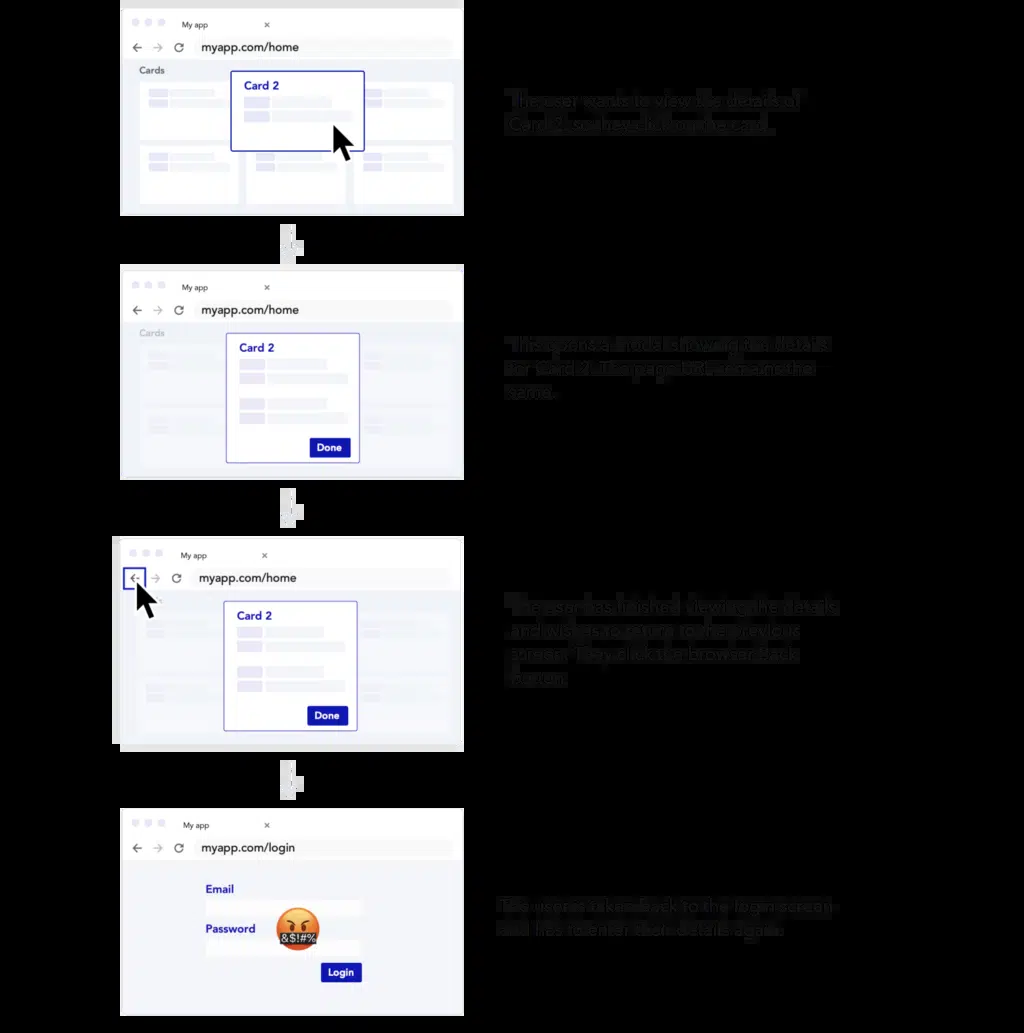 My app
myapp.com/home
Cards
Card 2
The user wants to view the details of
Card 2, so they click on the card.
My app
myapp.com/home
Cards
Card 2
Done
This opens a modal showing the details
for Card 2. The page
My app
myapp.com/home
Card 2
Done
The user has finished viewing the details
and wishes to return to the previous
screen. They click the browser Back
button.
My app
myapp.com/login
Email
Password
&$!#%
Login
The user is taken back to the login screen
and has to enter their details again.